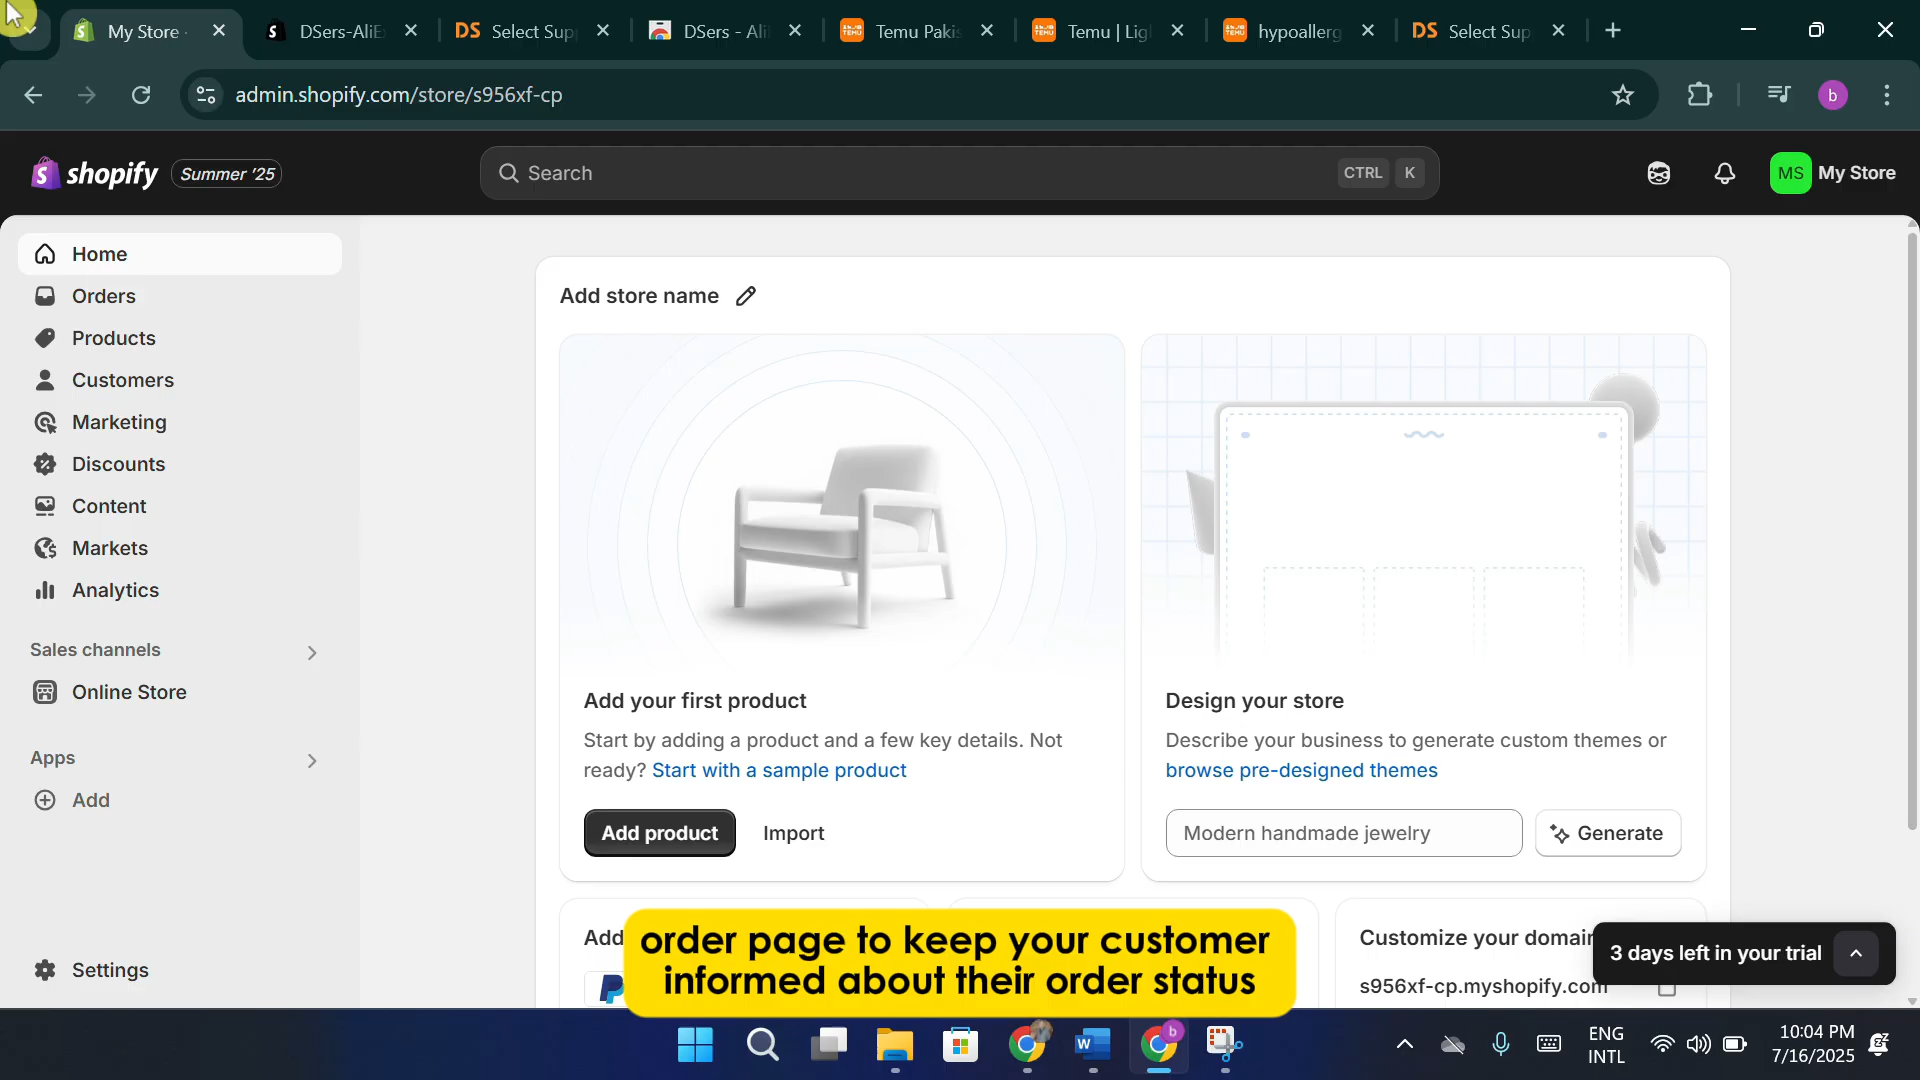 My Store -
DSers-AliE
DS Select Sup
DSers - Ali
TEMU Temu Pakis
TEMU Temu | Lig
TEMU hypoallerg
DS Select Sup
admin.shopify.com/store/s956xf-cp
b
shopify
Summer '25
Search
CTRL K
MS My Store
Home
Orders
Products
Customers
Marketing
Discounts
Content
Markets
Analytics
Sales channels
Online Store
Apps
Add
Settings
Add store name
Add your first product
Start by adding a product and a few key details. Not
ready? Start with a sample product
Add product
Import
Design your store
Describe your business to generate custom themes or
browse pre-designed themes
Modern handmade jewelry
Generate
Add
Customize your domain
s956xf-cp.myshopify.com
3 days left in your trial
order page to keep your customer
informed about their order status
ENG
INTL
10:04 PM
7/16/2025